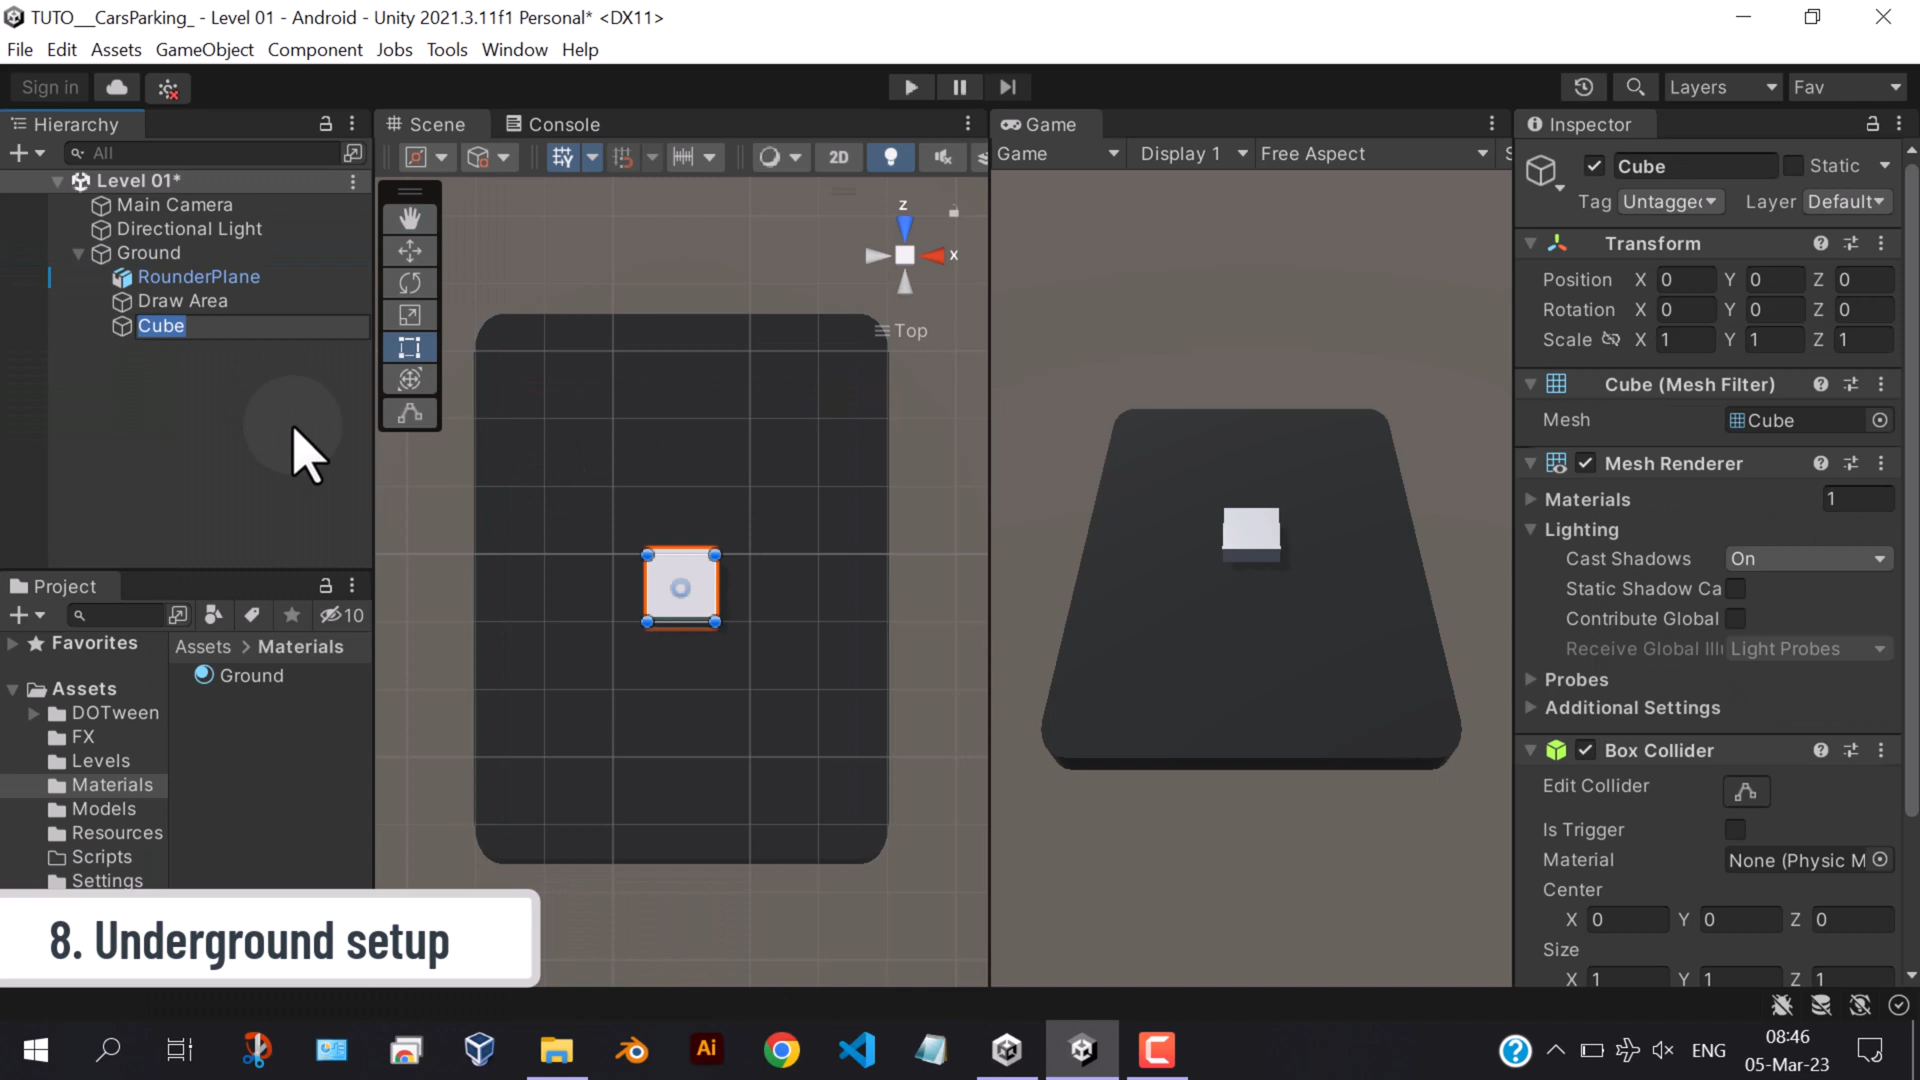 TUTO__CarsParking_ - Level 01 - Android - Unity 2021.3.11f1 Personal* <DX11>
File Edit Assets GameObject Component Jobs Tools Window Help
Sign in
Layers
Fav
Hierarchy
Scene
Console
Game
Inspector
All
2D
Game
Display 1
Free Aspect
Level 01*
Main Camera
Directional Light
Ground
RounderPlane
Draw Area
Cube
z
x
Top
Cube
Static
Tag Untagged
Layer Default
Transform
Position X 0 Y 0 Z 0
Rotation X 0 Y 0 Z 0
Scale X 1 Y 1 Z 1
Cube (Mesh Filter)
Mesh Cube
Mesh Renderer
Materials 1
Lighting
Cast Shadows On
Static Shadow Ca
Contribute Global
Receive Global Illu Light Probes
Probes
Additional Settings
Box Collider
Edit Collider
Is Trigger
Material None (Physic M
Center
X 0 Y 0 Z 0
Size
X 1 Y 1 Z 1
Project
10
Favorites
Assets > Materials
Ground
Assets
DOTween
FX
Levels
Materials
Models
Resources
Scripts
Settings
8. Underground setup
Ai
ENG
08:46
05-Mar-23